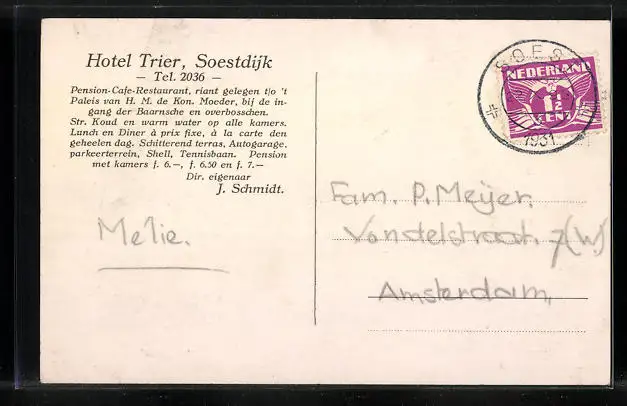 Hotel Trier, Soestdijk
— Tel. 2036 —
Pension-Cafe-Restaurant, riant gelegen t|o 't
Paleis van H. M. de Kon. Moeder, bij de in-
gang der Baarnsche en overbosschen.
Str. Koud en warm water op alle kamers.
Lunch en Diner à prix fixe, à la carte den
geheelen dag. Schitterend terras, Autogarage,
parkeerterrein, Shell, Tennisbaan. Pension
met kamers f. 6.—, f. 6.50 en f. 7.—
Dir. eigenaar
J. Schmidt.
Melie.
SOEST
1931
NEDERLAND
1½
CENT
Fam. P. Meyer.
Vondelstraat 7(W)
Amsterdam.